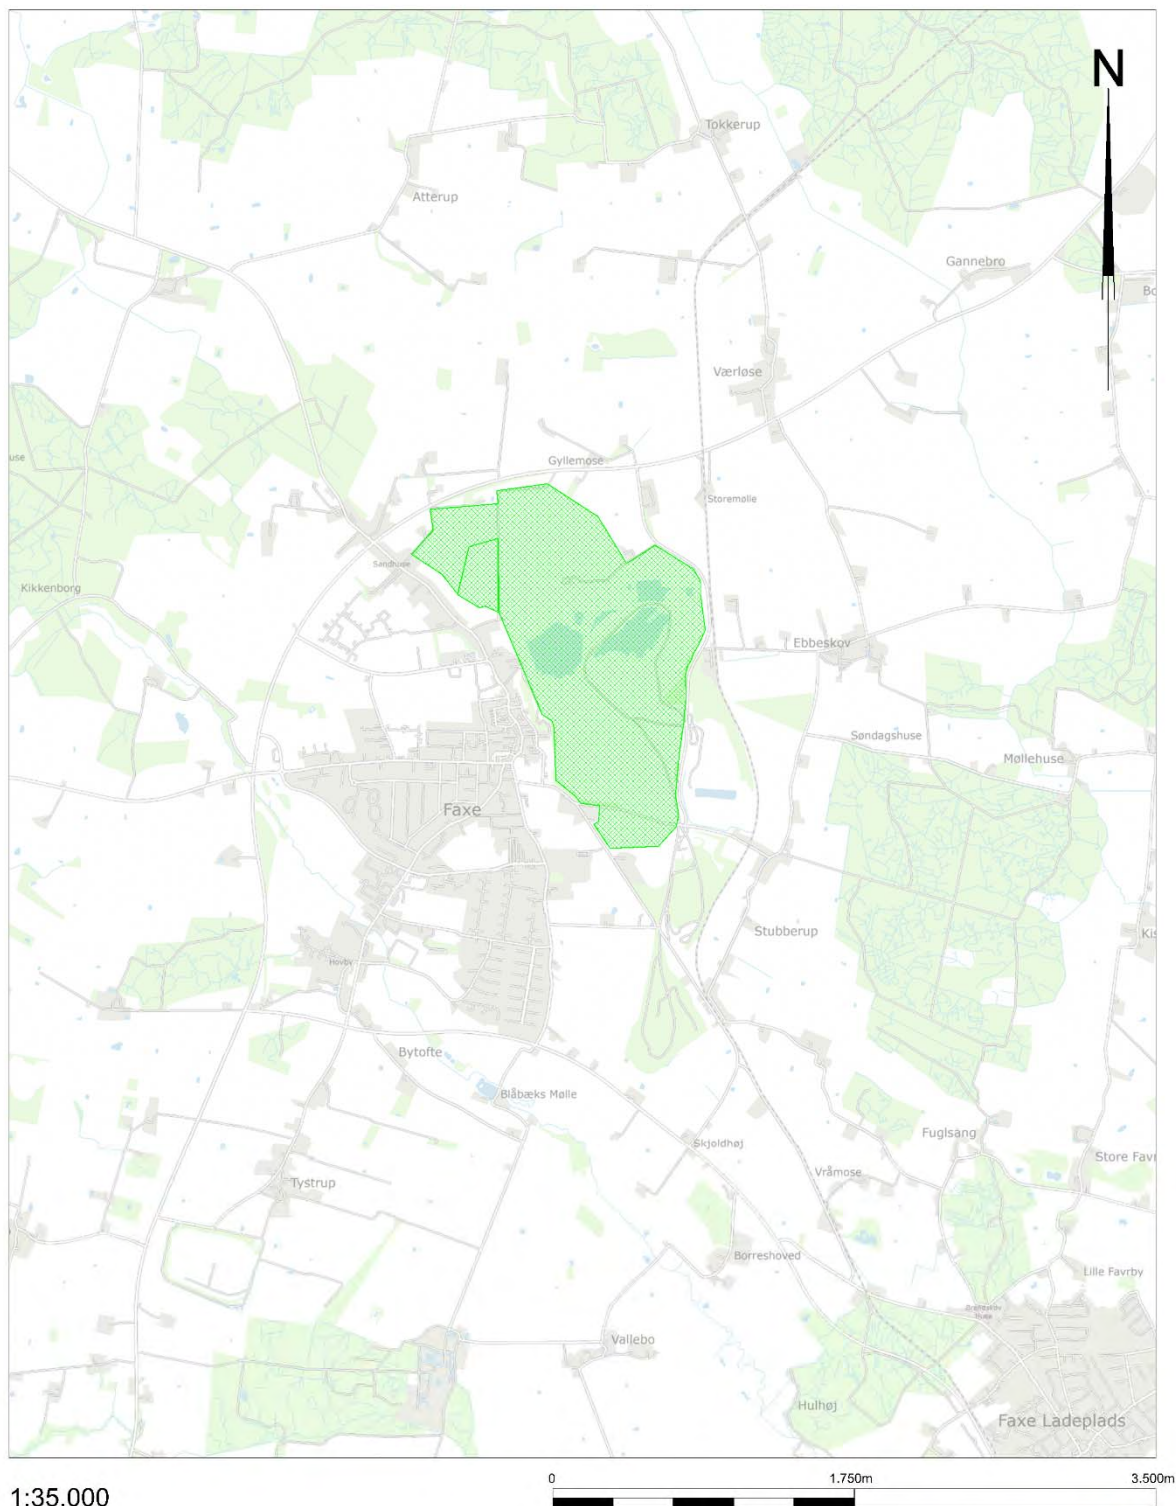 N
Tokkerup
Atterup
Gannebro
Bo
Værløse
use
Gyllemose
Storemølle
Sandhuse
Kikkenborg
Ebbeskov
Søndagshuse
Møllehuse
Faxe
Stubberup
Kis
Hovby
Bytofte
Blåbæks Mølle
Fuglsang
Skjoldhøj
Store Favr
Vråmose
Tystrup
Borreshoved
Lille Favrby
Vallebo
Hulhøj
Faxe Ladeplads
0 1.750m 3.500m
1:35.000